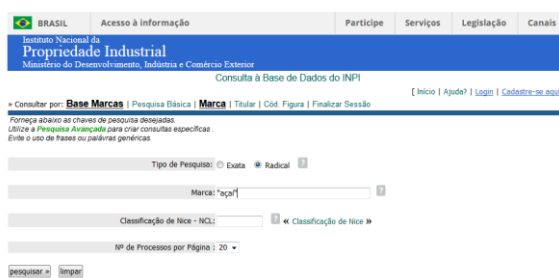 BRASIL Acesso à informação Participe Serviços Legislação Canais
Instituto Nacional da
Propriedade Industrial
Ministério do Desenvolvimento, Indústria e Comércio Exterior
Consulta à Base de Dados do INPI
[ Início | Ajuda? | Login | Cadastre-se aqui
» Consultar por: Base Marcas | Pesquisa Básica | Marca | Titular | Cód. Figura | Finalizar Sessão
Forneça abaixo as chaves de pesquisa desejadas.
Utilize a Pesquisa Avançada para criar consultas específicas .
Evite o uso de frases ou palávras genéricas.
Tipo de Pesquisa: Exata Radical ?
Marca: "açaí" ?
Classificação de Nice - NCL: ? « Classificação de Nice »
Nº de Processos por Página : 20
pesquisar » limpar